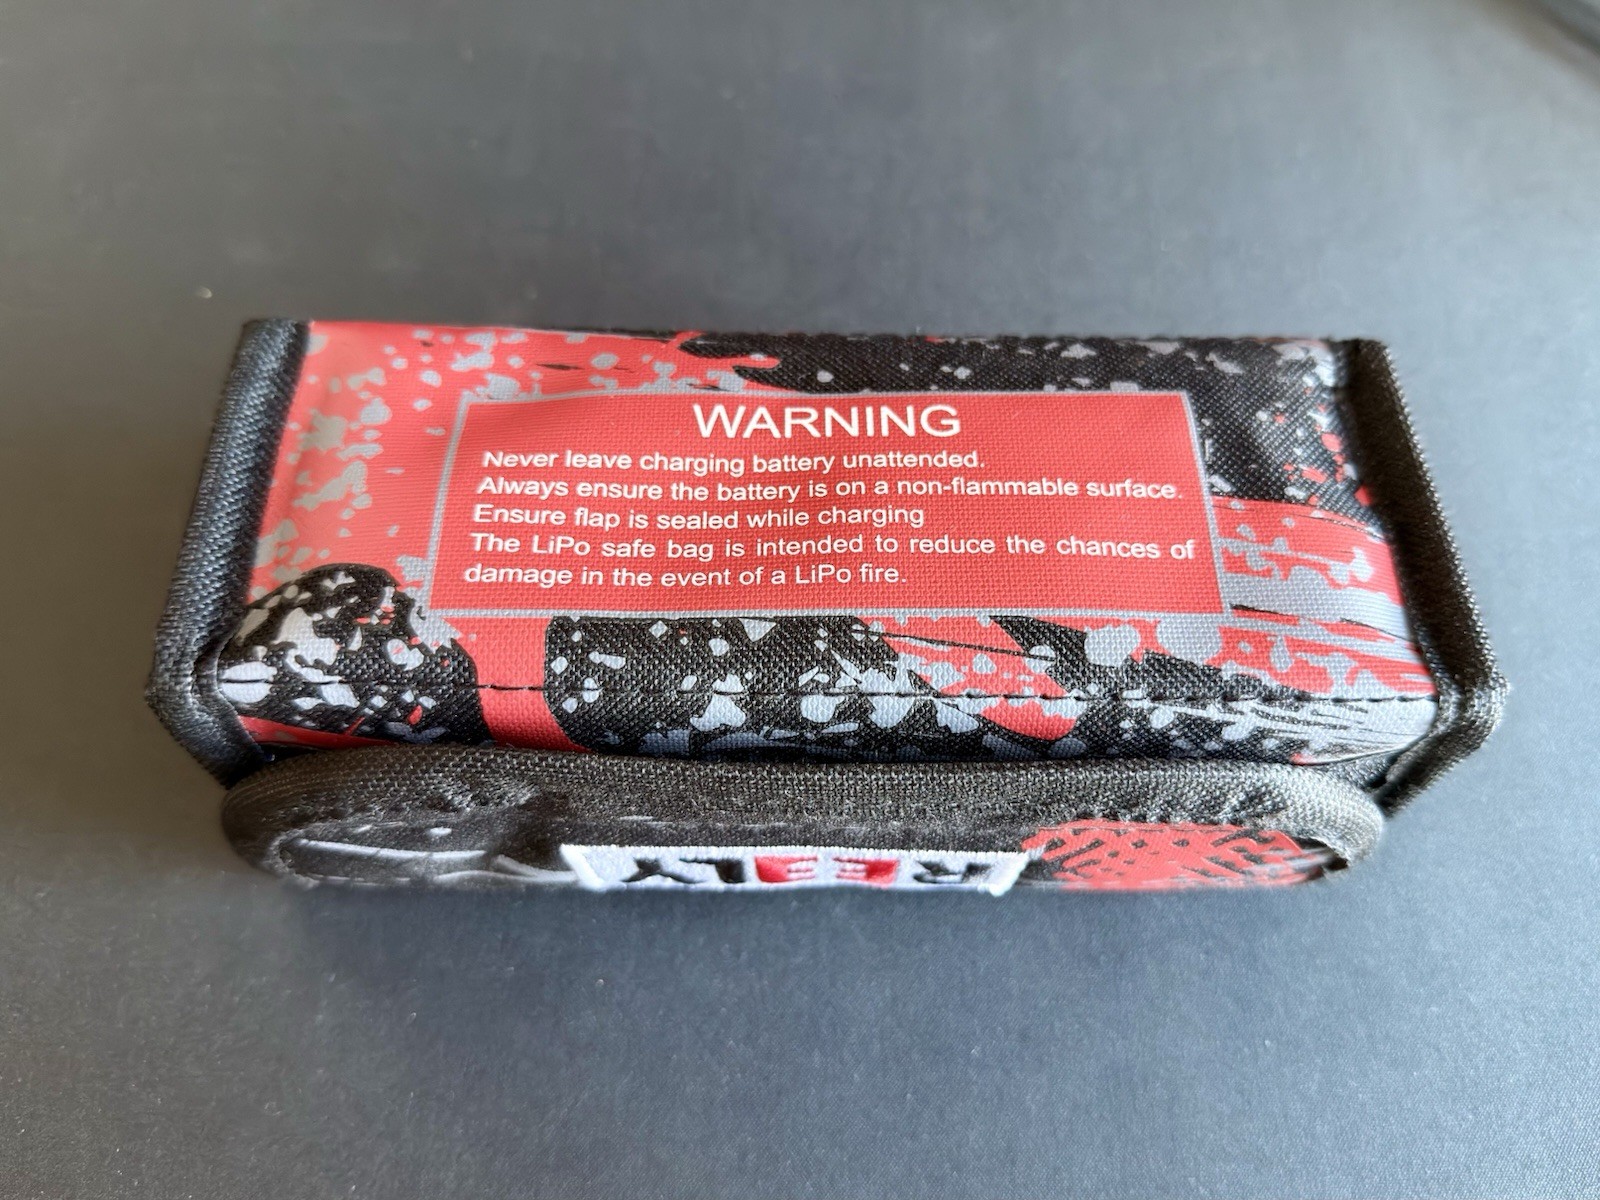 WARNING
Never leave charging battery unattended.
Always ensure the battery is on a non-flammable surface.
Ensure flap is sealed while charging
The LiPo safe bag is intended to reduce the chances of
damage in the event of a LiPo fire.
REELY